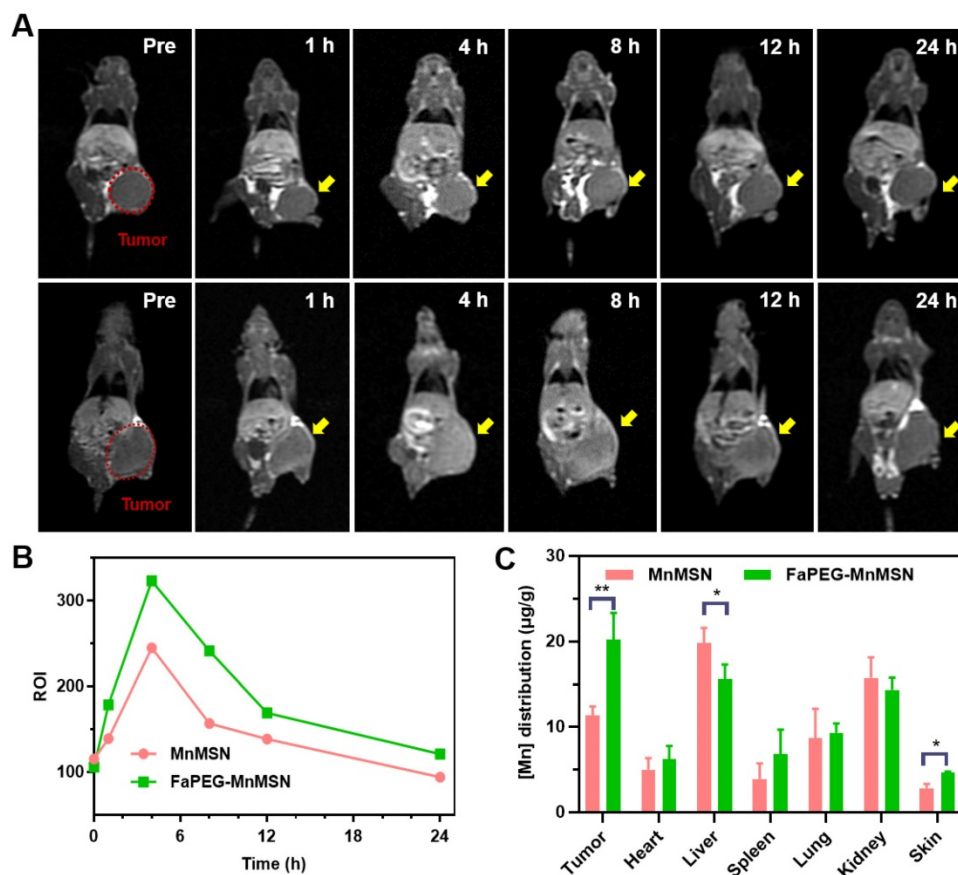 A
Pre 1 h 4 h 8 h 12 h 24 h
Tumor
Pre 1 h 4 h 8 h 12 h 24 h
Tumor
B
ROI
300
200
100
MnMSN
FaPEG-MnMSN
0 6 12 18 24
Time (h)
C
[Mn] distribution (µg/g)
30
20
10
0
MnMSN FaPEG-MnMSN
** * *
Tumor Heart Liver Spleen Lung Kidney Skin